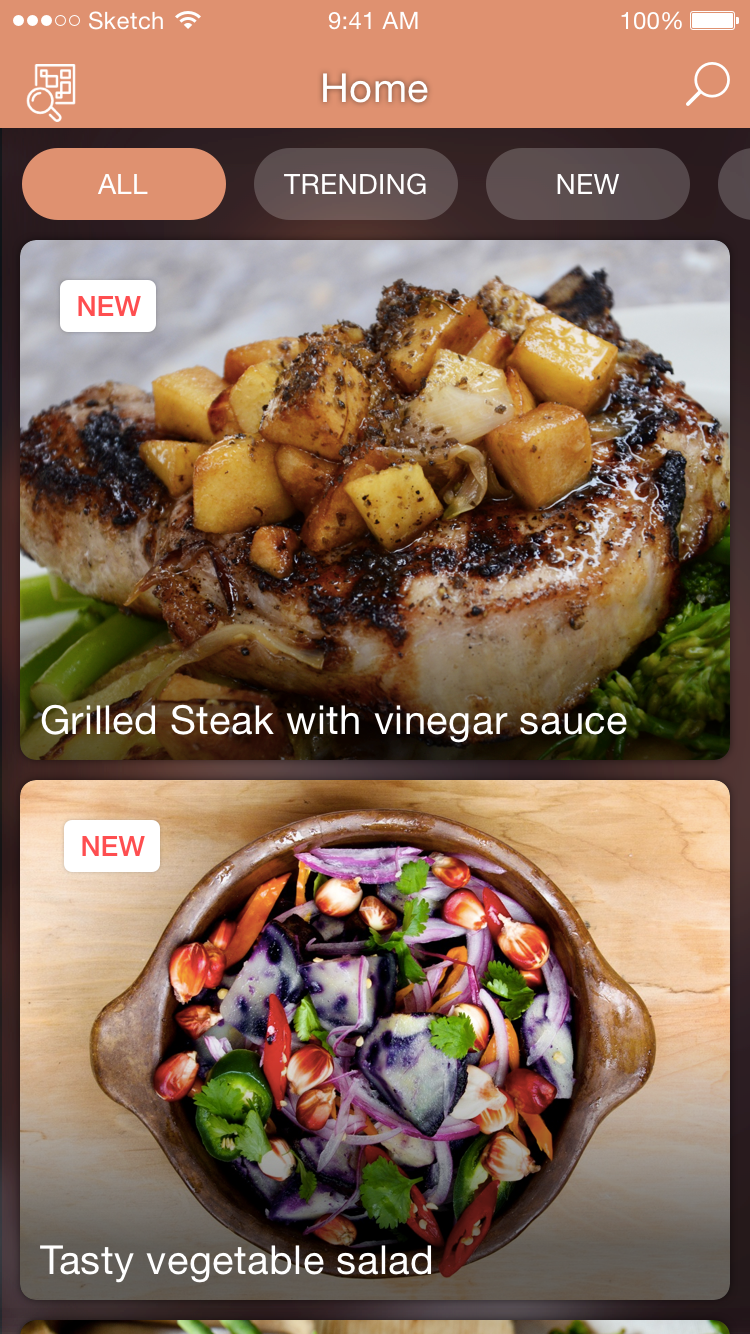 Sketch 9:41 AM 100%
Home
ALL TRENDING NEW
NEW
Grilled Steak with vinegar sauce
NEW
Tasty vegetable salad